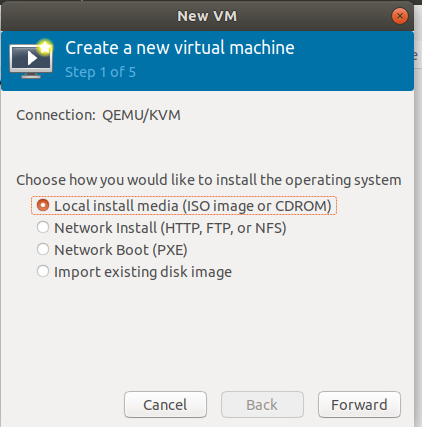 New VM
Create a new virtual machine
Step 1 of 5
Connection: QEMU/KVM
Choose how you would like to install the operating system
Local install media (ISO image or CDROM)
Network Install (HTTP, FTP, or NFS)
Network Boot (PXE)
Import existing disk image
Cancel Back Forward